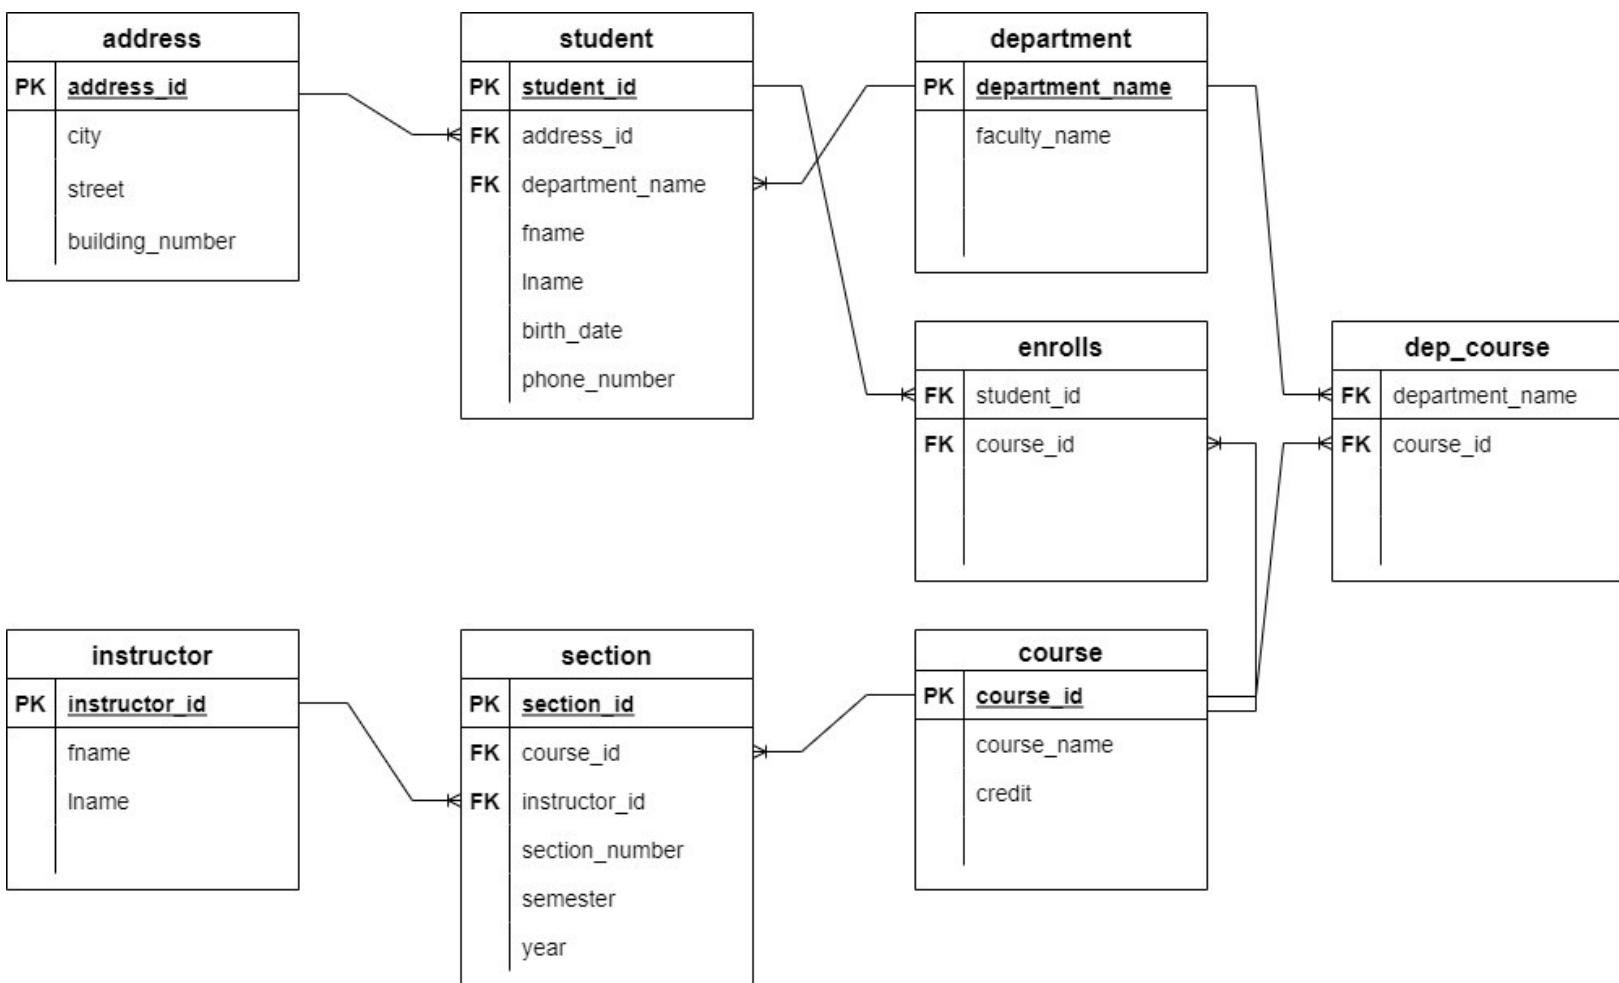 address
PK address_id
city
street
building_number
student
PK student_id
FK address_id
FK department_name
fname
lname
birth_date
phone_number
department
PK department_name
faculty_name
enrolls
FK student_id
FK course_id
dep_course
FK department_name
FK course_id
instructor
PK instructor_id
fname
lname
section
PK section_id
FK course_id
FK instructor_id
section_number
semester
year
course
PK course_id
course_name
credit